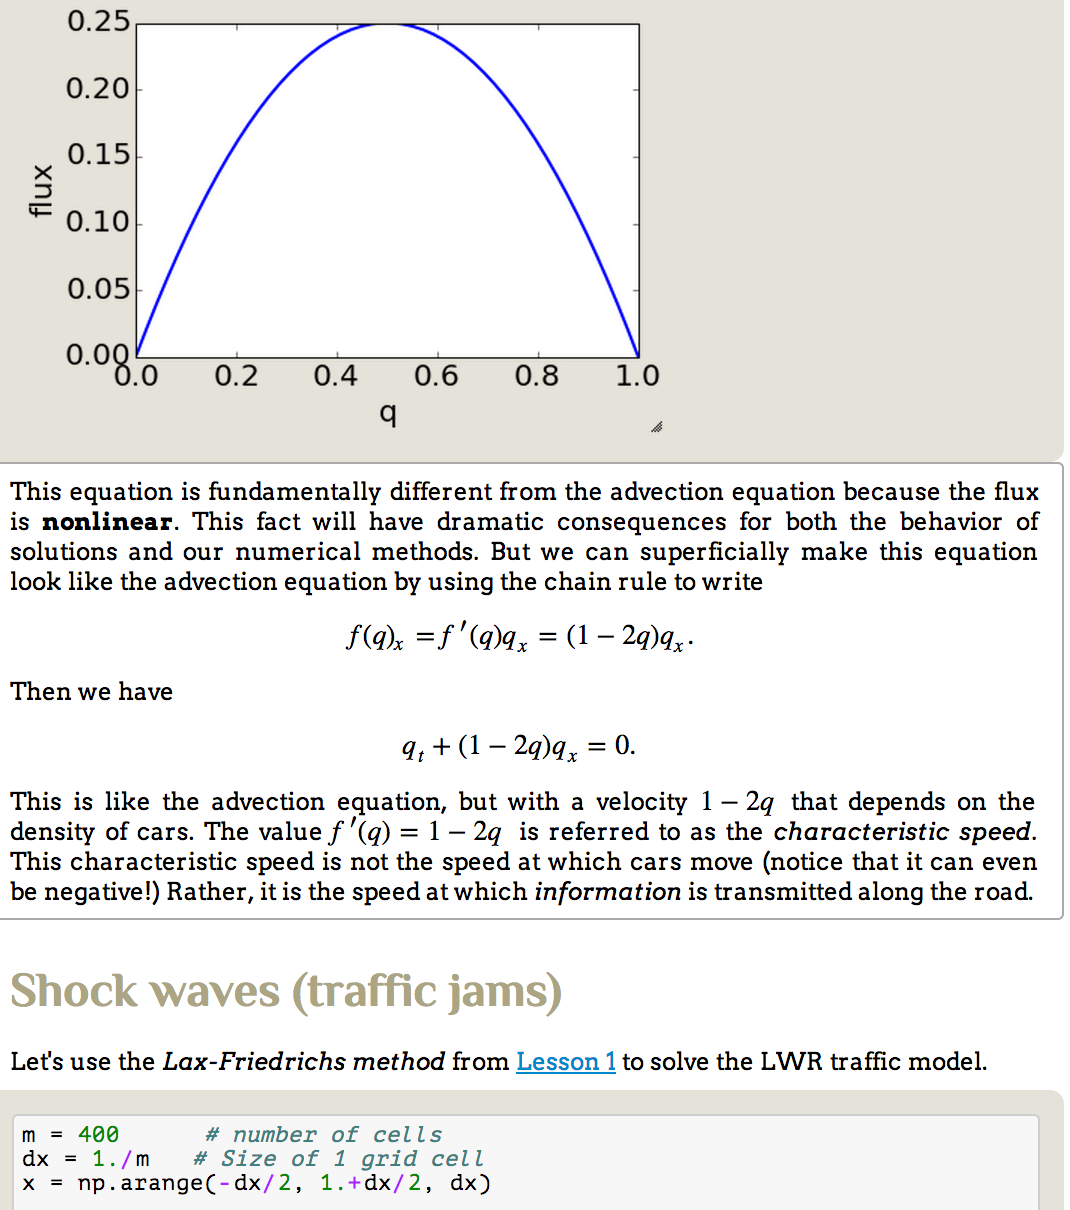 0.25
0.20
0.15
0.10
0.05
0.00
flux
0.0 0.2 0.4 0.6 0.8 1.0
q
This equation is fundamentally different from the advection equation because the flux
is nonlinear. This fact will have dramatic consequences for both the behavior of
solutions and our numerical methods. But we can superficially make this equation
look like the advection equation by using the chain rule to write
f(q)ₓ = f ′(q)qₓ = (1 − 2q)qₓ.
Then we have
qₜ + (1 − 2q)qₓ = 0.
This is like the advection equation, but with a velocity 1 − 2q that depends on the
density of cars. The value f ′(q) = 1 − 2q is referred to as the characteristic speed.
This characteristic speed is not the speed at which cars move (notice that it can even
be negative!) Rather, it is the speed at which information is transmitted along the road.
Shock waves (traffic jams)
Let's use the Lax-Friedrichs method from Lesson 1 to solve the LWR traffic model.
m = 400 # number of cells
dx = 1./m # Size of 1 grid cell
x = np.arange(-dx/2, 1.+dx/2, dx)